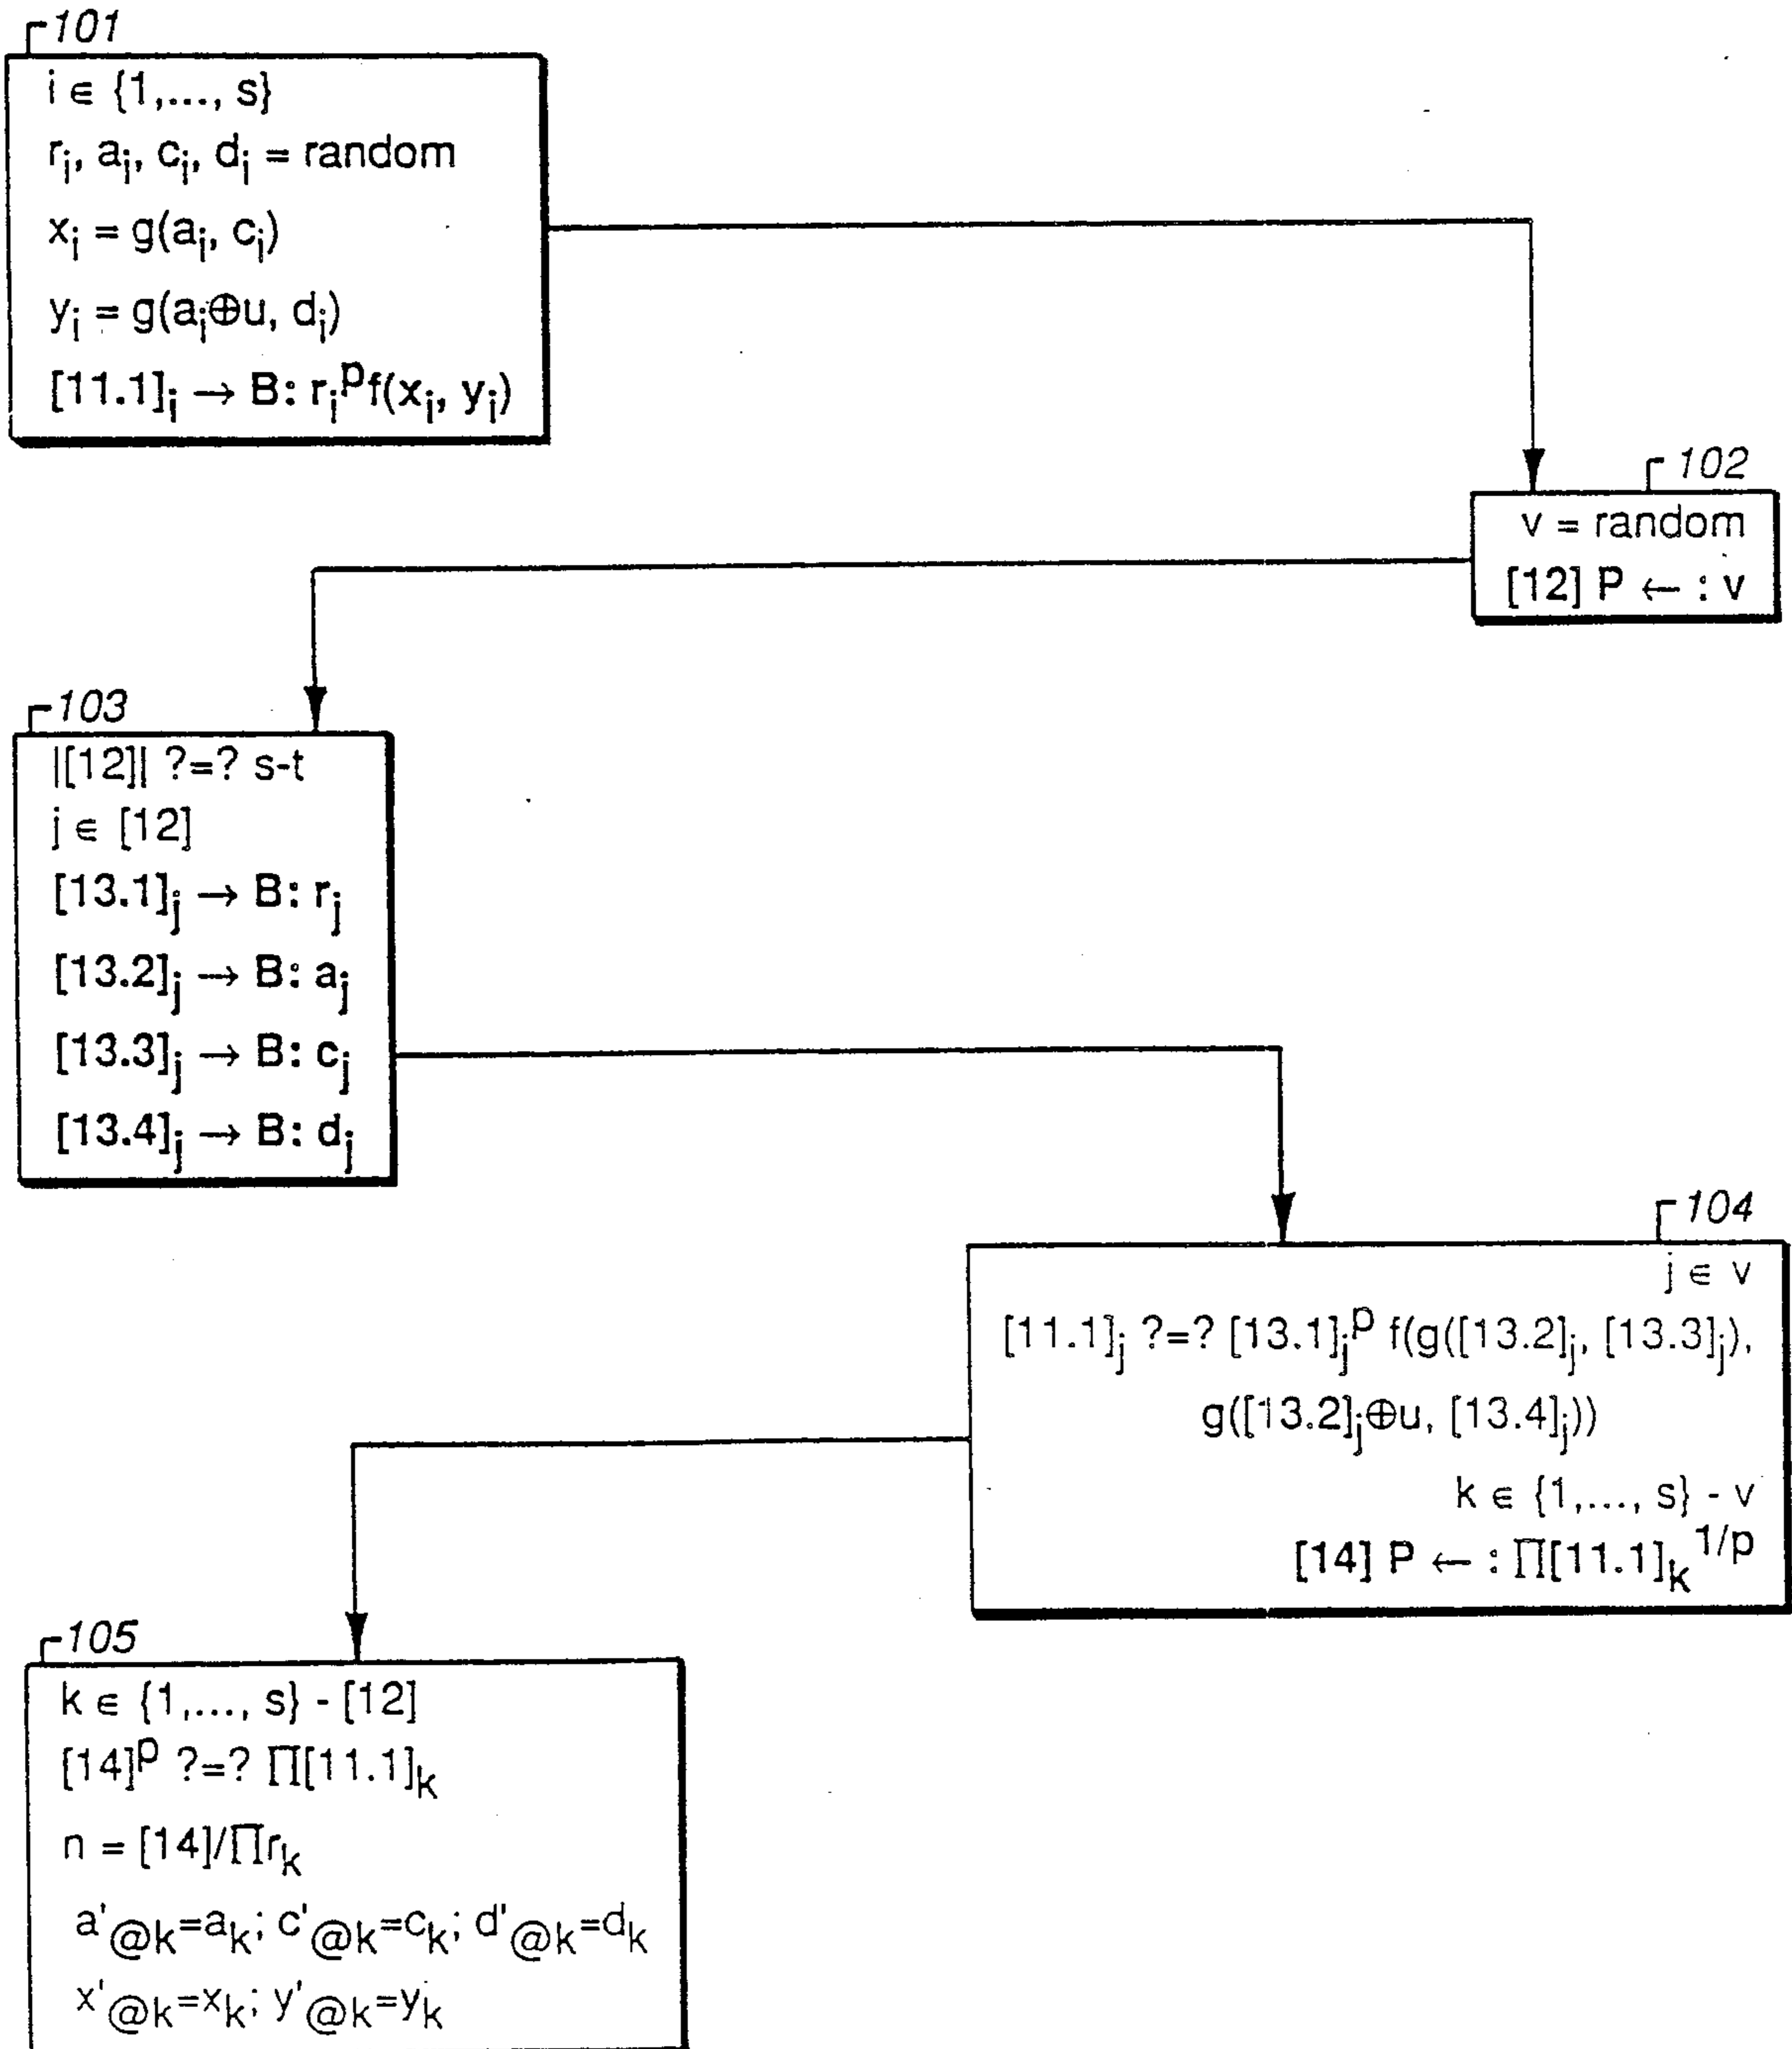 101
i ∈ {1,..., s}
r_i, a_i, c_i, d_i = random
x_i = g(a_i, c_i)
y_i = g(a_i⊕u, d_i)
[11.1]_i → B: r_i^p f(x_i, y_i)
102
v = random
[12] P ← : v
103
|[12]| ?=? s-t
j ∈ [12]
[13.1]_j → B: r_j
[13.2]_j → B: a_j
[13.3]_j → B: c_j
[13.4]_j → B: d_j
104
j ∈ v
[11.1]_j ?=? [13.1]_j^p f(g([13.2]_j, [13.3]_j),
g([13.2]_j⊕u, [13.4]_j))
k ∈ {1,..., s} - v
[14] P ← : ∏[11.1]_k^1/p
105
k ∈ {1,..., s} - [12]
[14]^p ?=? ∏[11.1]_k
n = [14]/∏r_k
a'_@k=a_k; c'_@k=c_k; d'_@k=d_k
x'_@k=x_k; y'_@k=y_k